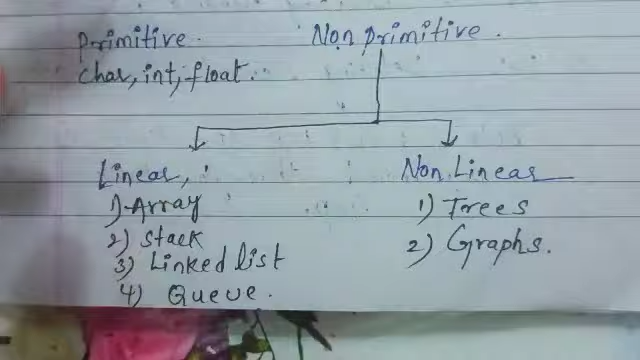 Primitive.
Char, int, float.
Non primitive.
Linear,
1) Array
2) Stack
3) Linked list
4) Queue.
Non Linear
1) Trees
2) Graphs.